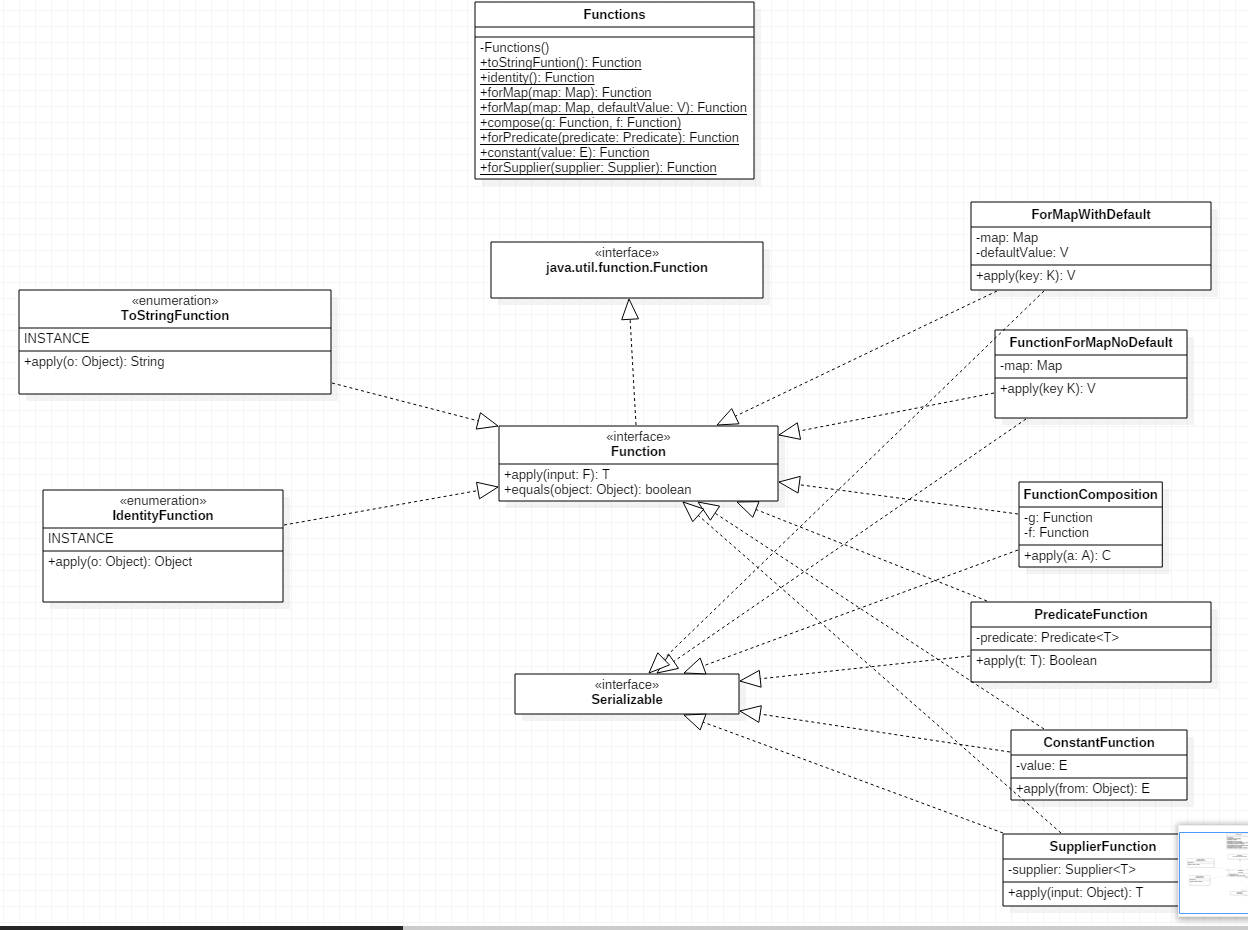 Functions
-Functions()
+toStringFuntion(): Function
+identity(): Function
+forMap(map: Map): Function
+forMap(map: Map, defaultValue: V): Function
+compose(g: Function, f: Function)
+forPredicate(predicate: Predicate): Function
+constant(value: E): Function
+forSupplier(supplier: Supplier): Function
ForMapWithDefault
-map: Map
-defaultValue: V
+apply(key: K): V
«interface»
java.util.function.Function
«enumeration»
ToStringFunction
INSTANCE
+apply(o: Object): String
FunctionForMapNoDefault
-map: Map
+apply(key K): V
«interface»
Function
+apply(input: F): T
+equals(object: Object): boolean
«enumeration»
IdentityFunction
INSTANCE
+apply(o: Object): Object
FunctionComposition
-g: Function
-f: Function
+apply(a: A): C
PredicateFunction
-predicate: Predicate<T>
+apply(t: T): Boolean
«interface»
Serializable
ConstantFunction
-value: E
+apply(from: Object): E
SupplierFunction
-supplier: Supplier<T>
+apply(input: Object): T